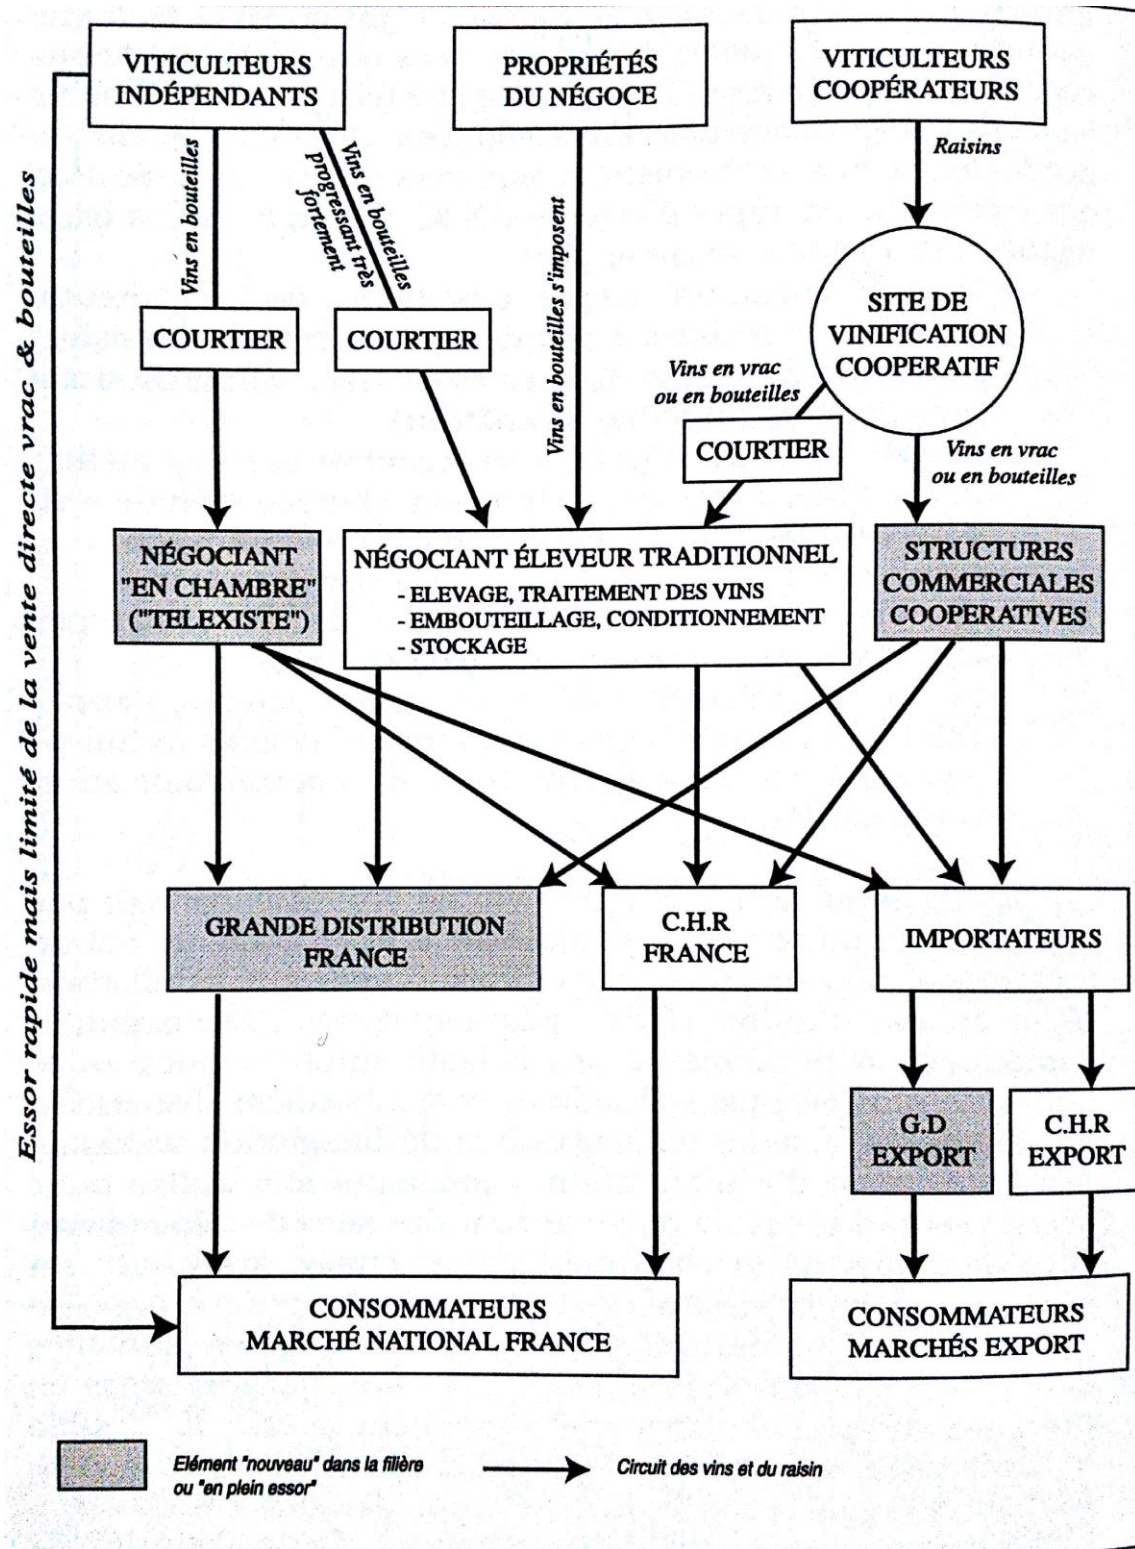 VITICULTEURS
INDÉPENDANTS
PROPRIÉTÉS
DU NÉGOCE
VITICULTEURS
COOPÉRATEURS
Essor rapide mais limité de la vente directe vrac & bouteilles
Vins en bouteilles
Vins en bouteilles
progressant très
fortement
Vins en bouteilles s'imposent
Raisins
COURTIER
COURTIER
SITE DE
VINIFICATION
COOPERATIF
Vins en vrac
ou en bouteilles
COURTIER
Vins en vrac
ou en bouteilles
NÉGOCIANT
"EN CHAMBRE"
("TELEXISTE")
NÉGOCIANT ÉLEVEUR TRADITIONNEL
- ELEVAGE, TRAITEMENT DES VINS
- EMBOUTEILLAGE, CONDITIONNEMENT
- STOCKAGE
STRUCTURES
COMMERCIALES
COOPERATIVES
GRANDE DISTRIBUTION
FRANCE
C.H.R
FRANCE
IMPORTATEURS
G.D
EXPORT
C.H.R
EXPORT
CONSOMMATEURS
MARCHÉ NATIONAL FRANCE
CONSOMMATEURS
MARCHÉS EXPORT
Elément "nouveau" dans la filière
ou "en plein essor"
Circuit des vins et du raisin